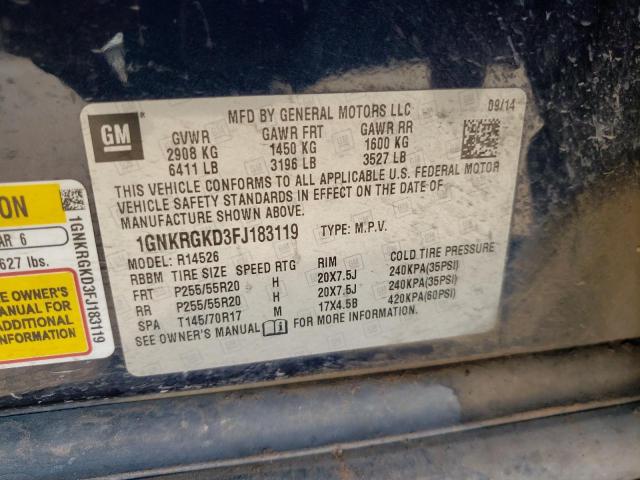 MFD BY GENERAL MOTORS LLC
09/14
GM
GVWR GAWR FRT GAWR RR
2908 KG 1450 KG 1600 KG
6411 LB 3196 LB 3527 LB
THIS VEHICLE CONFORMS TO ALL APPLICABLE U.S. FEDERAL MOTOR
VEHICLE SAFETY STANDARDS IN EFFECT ON THE DATE OF
MANUFACTURE SHOWN ABOVE.
1GNKRGKD3FJ183119 TYPE: M.P.V.
MODEL: R14526
RBBM TIRE SIZE SPEED RTG RIM COLD TIRE PRESSURE
FRT P255/55R20 H 20X7.5J 240KPA(35PSI)
RR P255/55R20 H 20X7.5J 240KPA(35PSI)
SPA T145/70R17 M 17X4.5B 420KPA(60PSI)
SEE OWNER'S MANUAL FOR MORE INFORMATION.
ON
AR 6
627 lbs.
EE OWNER'S
MANUAL FOR
ADDITIONAL
INFORMATION
1GNKRGKD3FJ183119